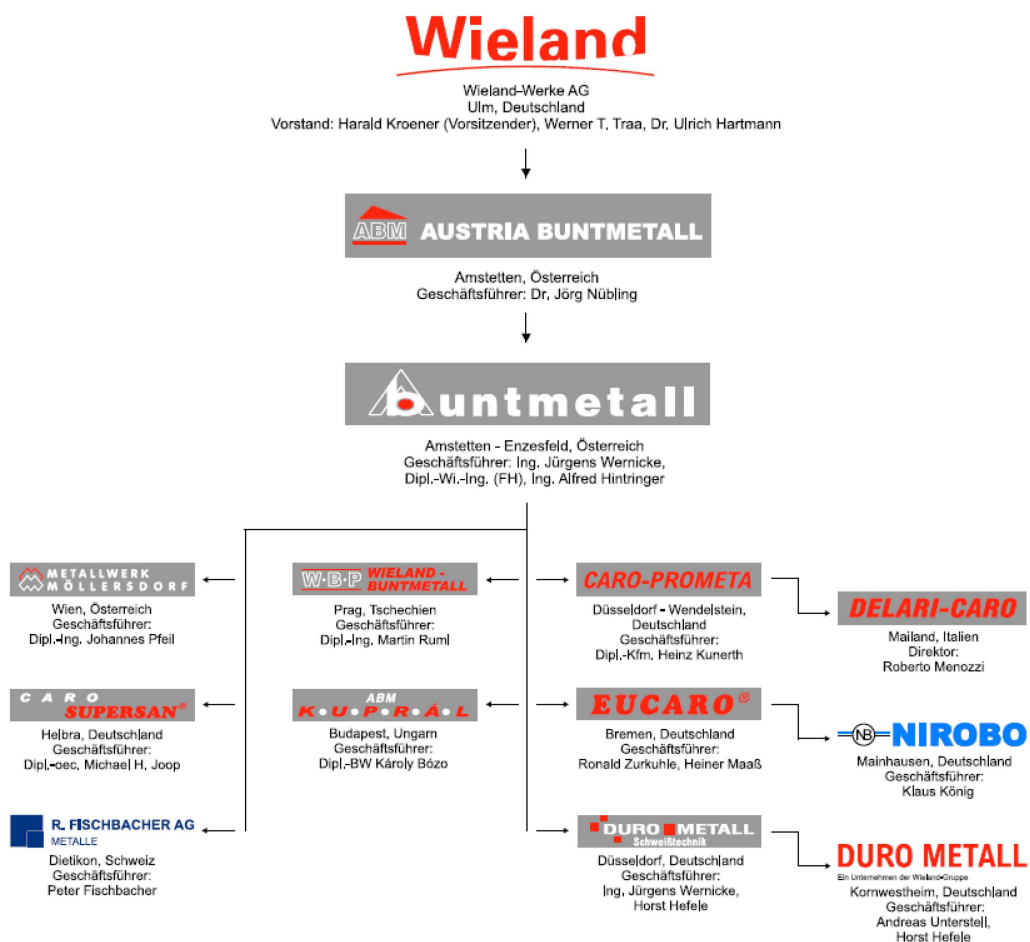 Wieland
Wieland-Werke AG
Ulm, Deutschland
Vorstand: Harald Kroener (Vorsitzender), Werner T. Traa, Dr. Ulrich Hartmann
ABM AUSTRIA BUNTMETALL
Amstetten, Österreich
Geschäftsführer: Dr. Jörg Nübling
buntmetall
Amstetten - Enzesfeld, Österreich
Geschäftsführer: Ing. Jürgens Wernicke,
Dipl.-Wi.-Ing. (FH), Ing. Alfred Hintringer
METALLWERK
MÖLLERSDORF
Wien, Österreich
Geschäftsführer:
Dipl.-Ing. Johannes Pfeil
W·B·P WIELAND-
BUNTMETALL
Prag, Tschechien
Geschäftsführer:
Dipl.-Ing. Martin Ruml
CARO-PROMETA
Düsseldorf - Wendelstein,
Deutschland
Geschäftsführer:
Dipl.-Kfm. Heinz Kunerth
DELARI-CARO
Mailand, Italien
Direktor:
Roberto Menozzi
CARO
SUPERSAN®
Helbra, Deutschland
Geschäftsführer:
Dipl.-oec. Michael H. Joop
ABM
K·U·P·R·Á·L
Budapest, Ungarn
Geschäftsführer:
Dipl.-BW Károly Bózo
EUCARO®
Bremen, Deutschland
Geschäftsführer:
Ronald Zurkuhle, Heiner Maaß
NB NIROBO
Mainhausen, Deutschland
Geschäftsführer:
Klaus König
R. FISCHBACHER AG
METALLE
Dietikon, Schweiz
Geschäftsführer:
Peter Fischbacher
DURO METALL
Schweißtechnik
Düsseldorf, Deutschland
Geschäftsführer:
Ing. Jürgens Wernicke,
Horst Hefele
DURO METALL
Ein Unternehmen der Wieland-Gruppe
Kornwestheim, Deutschland
Geschäftsführer:
Andreas Unterstell,
Horst Hefele